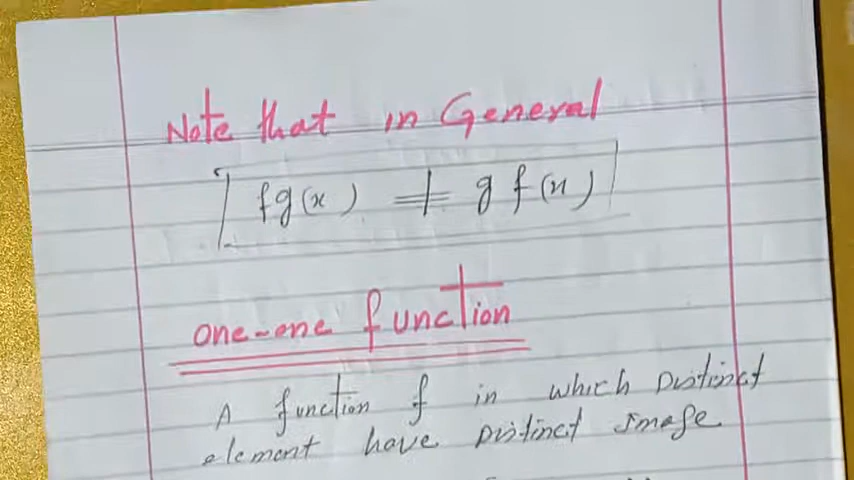 Note that in General
fg(x) ≠ gf(x)
one-one function
A function f in which Distinct
element have Distinct Image